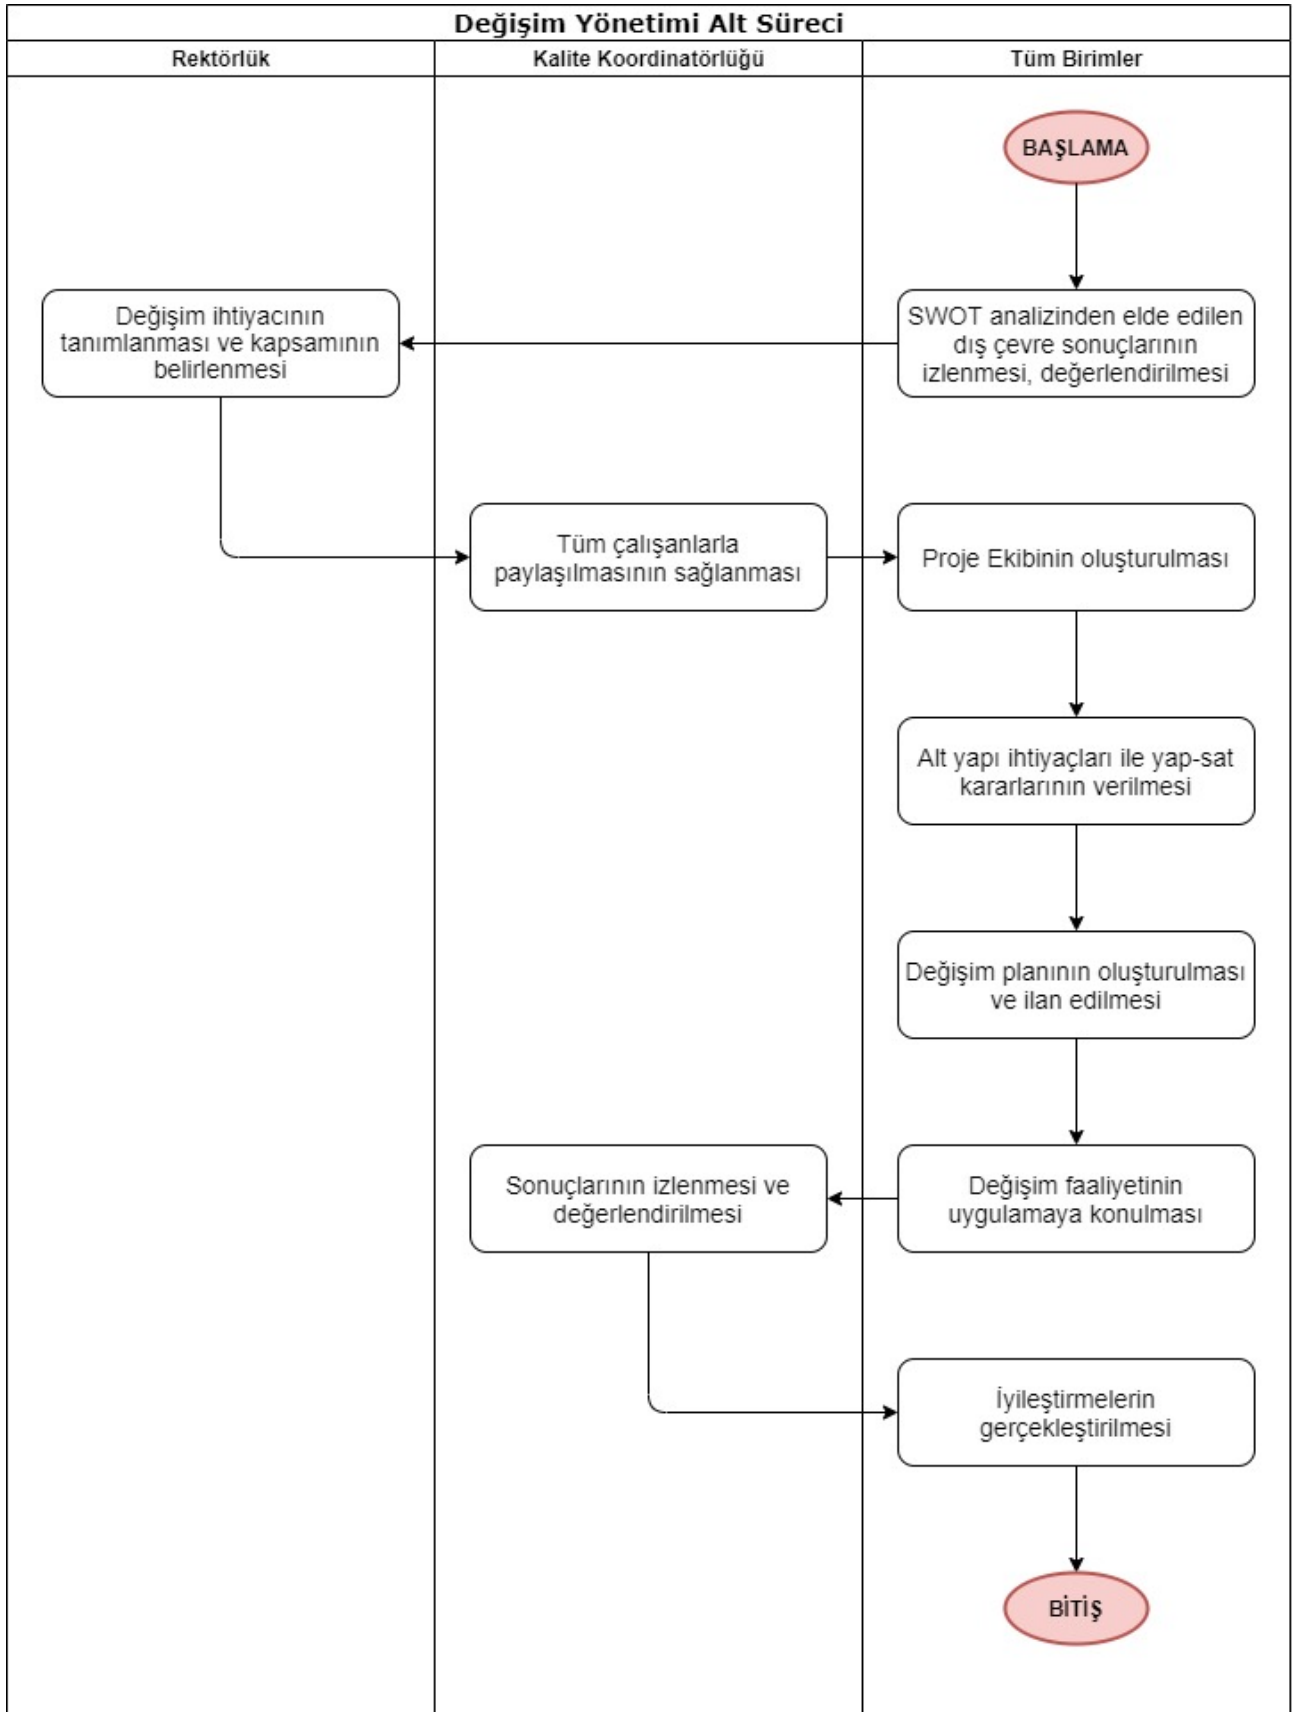 Değişim Yönetimi Alt Süreci
Rektörlük
Kalite Koordinatörlüğü
Tüm Birimler
BAŞLAMA
SWOT analizinden elde edilen
dış çevre sonuçlarının
izlenmesi, değerlendirilmesi
Değişim ihtiyacının
tanımlanması ve kapsamının
belirlenmesi
Tüm çalışanlarla
paylaşılmasının sağlanması
Proje Ekibinin oluşturulması
Alt yapı ihtiyaçları ile yap-sat
kararlarının verilmesi
Değişim planının oluşturulması
ve ilan edilmesi
Değişim faaliyetinin
uygulamaya konulması
Sonuçlarının izlenmesi ve
değerlendirilmesi
İyileştirmelerin
gerçekleştirilmesi
BİTİŞ